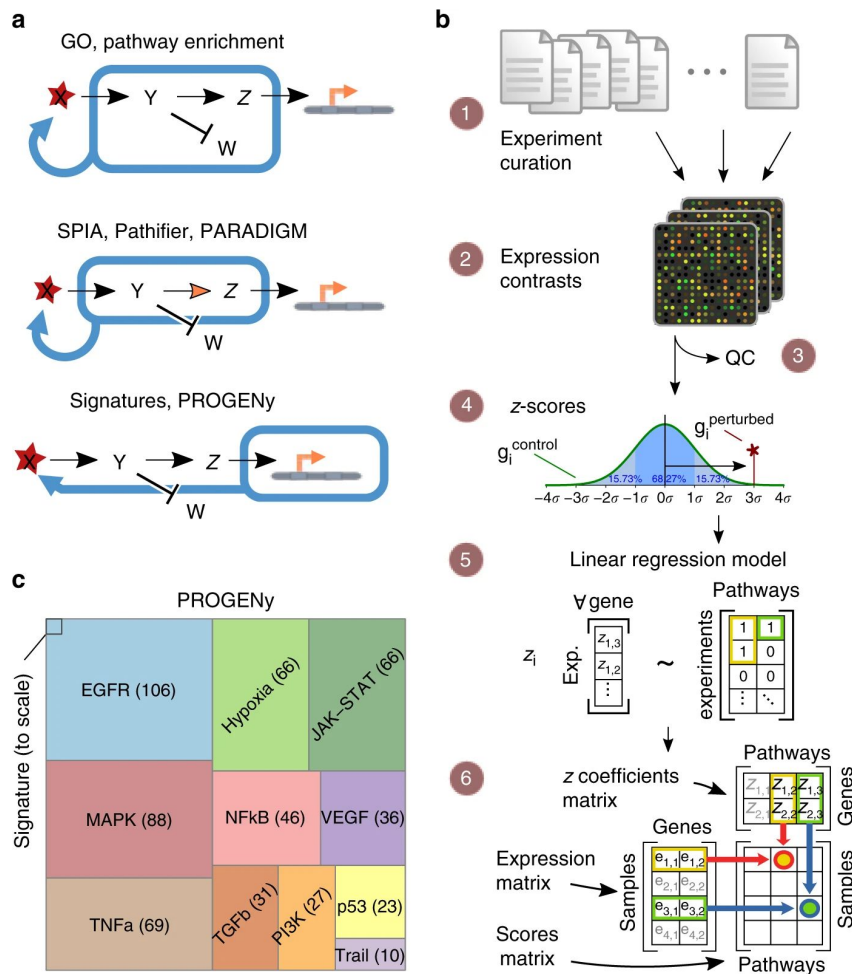 a
GO, pathway enrichment
X
Y
Z
W
SPIA, Pathifier, PARADIGM
X
Y
Z
W
Signatures, PROGENy
X
Y
Z
W
c
PROGENy
Signature (to scale)
EGFR (106)
Hypoxia (66)
JAK–STAT (66)
MAPK (88)
NFkB (46)
VEGF (36)
TNFa (69)
TGFb (31)
PI3K (27)
p53 (23)
Trail (10)
b
1
Experiment
curation
2
Expression
contrasts
QC
3
4
z-scores
g_i^control
g_i^perturbed
15.73% 68.27% 15.73%
−4σ −3σ −2σ −1σ 0σ 1σ 2σ 3σ 4σ
5
Linear regression model
∀ gene
Pathways
z_i
Exp.
z_1,3
z_1,2
⋮
~
experiments
1 1
1 0
0 0
⋮ ⋱
6
z coefficients
matrix
Pathways
Z_1,1 Z_1,2 Z_1,3
Z_2,1 Z_2,2 Z_2,3
Genes
Genes
Expression
matrix
Samples
e_1,1 e_1,2
e_2,1 e_2,2
e_3,1 e_3,2
e_4,1 e_4,2
Samples
Scores
matrix
Pathways